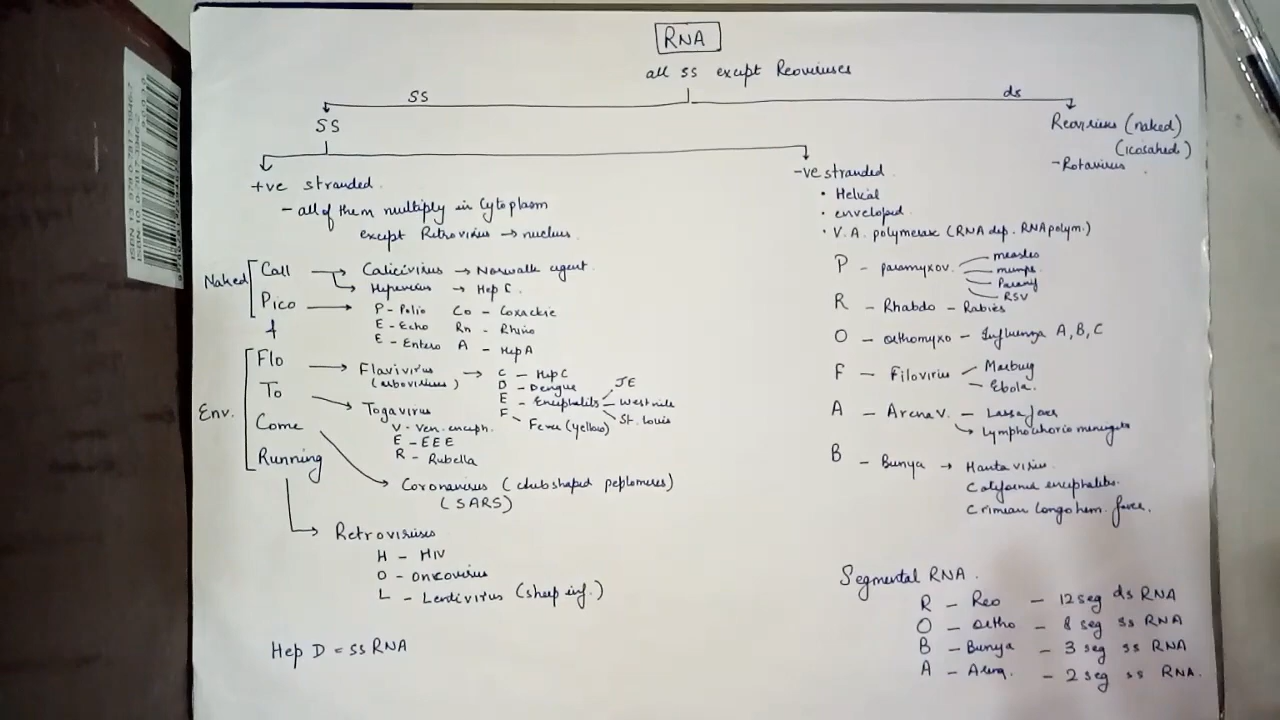 RNA
all ss except Reoviruses
ss
ds
SS
Reovirus (naked)
(icosahed.)
- Rotavirus
+ve stranded
- all of them multiply in Cytoplasm
except Retrovirus → nucleus.
-ve stranded
• Helical
• enveloped
• V.A. polymerase (RNA dep. RNA polym.)
Naked
Call → Calicivirus → Norwalk agent.
Hepevirus → Hep E.
Pico → P - Polio Co - Coxackie
E - Echo Rn - Rhino
E - Entero A - Hep A
Env.
Flo → Flavivirus → C - Hep C
(arbovirus)
D - Dengue
E - Encephalitis JE
West nile
St. Louis
F - Fever (yellow)
To
Togavirus
V - Ven. enceph.
E - EEE
R - Rubella
Come
Coronavirus (club shaped peplomeres)
(SARS)
Running
Retroviruses
H - HIV
O - oncovirus
L - Lentivirus (sheep inf.)
Hep D = ss RNA
P - Paramyxov. measles
mumps
Parainf
RSV
R - Rhabdo - Rabies
O - orthomyxo - Influenza A, B, C
F - Filovirus Marbug
Ebola.
A - Arena v. - Lassa fever
Lymphochorio meningitis
B - Bunya → Hanta virus
California encephalitis.
Crimean Congo hem. fever.
Segmental RNA.
R - Reo - 12 seg ds RNA
O - Ortho - 8 seg ss RNA
B - Bunya - 3 seg ss RNA
A - Arena. - 2 seg ss RNA.